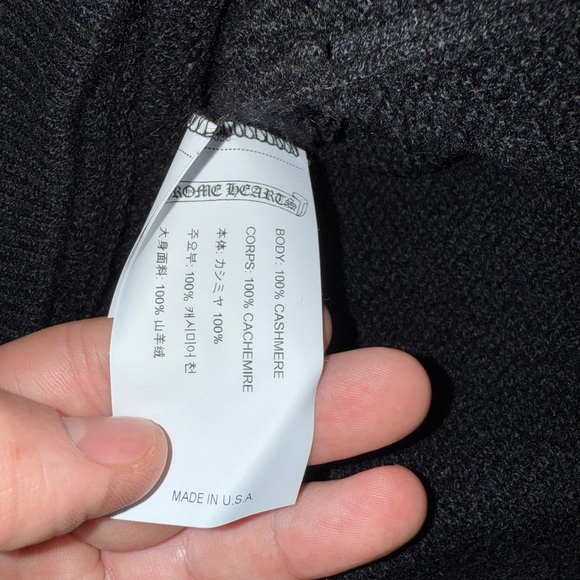 ROME HEARTS
BODY: 100% CASHMERE
CORPS: 100% CACHEMIRE
本体: カシミヤ 100%
주요부: 100% 캐시미어 천
大身面料: 100% 山羊绒
MADE IN U.S.A.